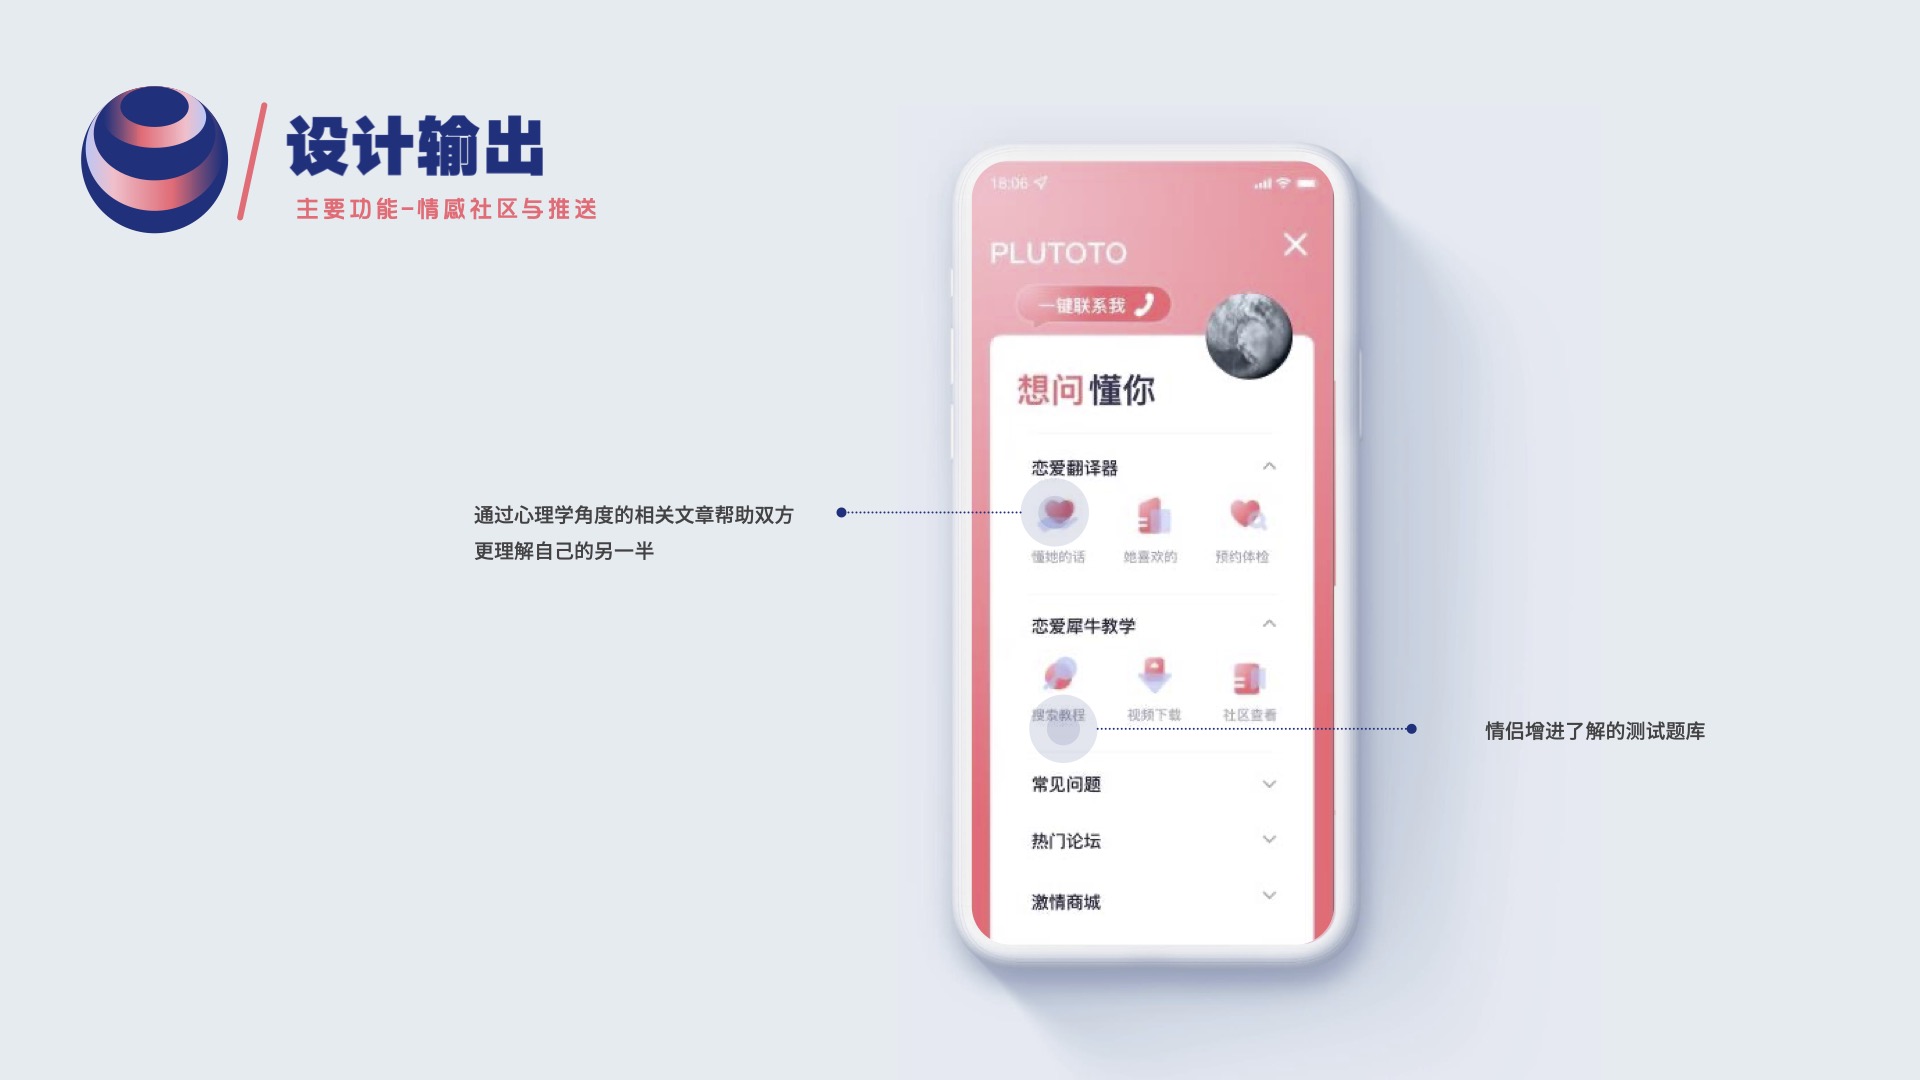 设计输出
主要功能-情感社区与推送
18:06
PLUTOTO
一键联系我
想问懂你
恋爱翻译器
懂她的话 她喜欢的 预约体检
通过心理学角度的相关文章帮助双方
更理解自己的另一半
恋爱犀牛教学
搜索教程 视频下载 社区查看
情侣增进了解的测试题库
常见问题
热门论坛
激情商城